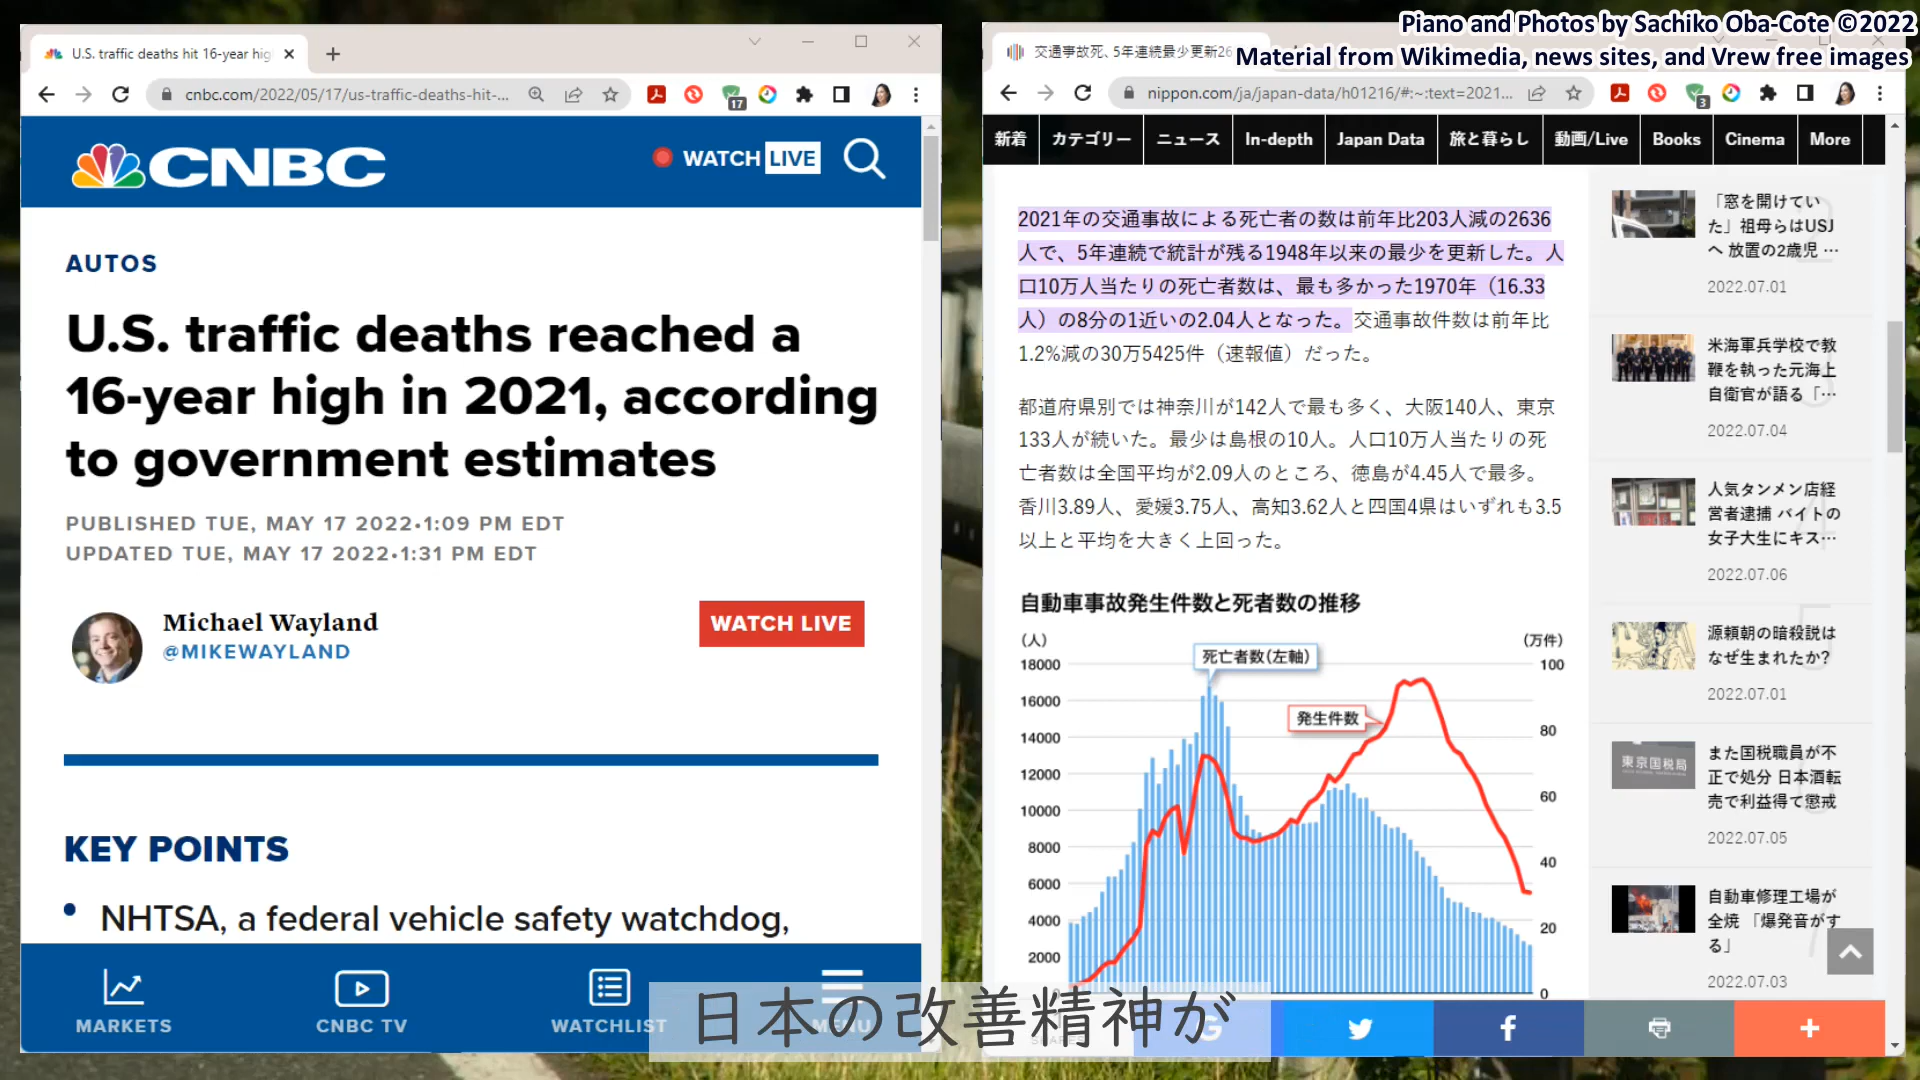 Piano and Photos by Sachiko Oba-Cote ©2022
Material from Wikimedia, news sites, and Vrew free images
U.S. traffic deaths hit 16-year hig
cnbc.com/2022/05/17/us-traffic-deaths-hit-...
17
CNBC
WATCH LIVE
AUTOS
U.S. traffic deaths reached a
16-year high in 2021, according
to government estimates
PUBLISHED TUE, MAY 17 2022•1:09 PM EDT
UPDATED TUE, MAY 17 2022•1:31 PM EDT
Michael Wayland
@MIKEWAYLAND
WATCH LIVE
KEY POINTS
• NHTSA, a federal vehicle safety watchdog,
MARKETS
CNBC TV
WATCHLIST
MENU
交通事故死、5年連続最少更新26
nippon.com/ja/japan-data/h01216/#:~:text=2021...
3
新着 カテゴリー ニュース In-depth Japan Data 旅と暮らし 動画/Live Books Cinema More
2021年の交通事故による死亡者の数は前年比203人減の2636
人で、5年連続で統計が残る1948年以来の最少を更新した。人
口10万人当たりの死亡者数は、最も多かった1970年（16.33
人）の8分の1近いの2.04人となった。交通事故件数は前年比
1.2%減の30万5425件（速報値）だった。
都道府県別では神奈川が142人で最も多く、大阪140人、東京
133人が続いた。最少は島根の10人。人口10万人当たりの死
亡者数は全国平均が2.09人のところ、徳島が4.45人で最多。
香川3.89人、愛媛3.75人、高知3.62人と四国4県はいずれも3.5
以上と平均を大きく上回った。
自動車事故発生件数と死者数の推移
（人）
（万件）
死亡者数（左軸）
発生件数
18000
16000
14000
12000
10000
8000
6000
4000
2000
0
100
80
60
40
20
0
「窓を開けてい
た」祖母らはUSJ
へ 放置の2歳児 …
2022.07.01
米海軍兵学校で教
鞭を執った元海上
自衛官が語る「…
2022.07.04
人気タンメン店経
営者逮捕 バイトの
女子大生にキス…
2022.07.06
源頼朝の暗殺説は
なぜ生まれたか？
2022.07.01
東京国税局
また国税職員が不
正で処分 日本酒転
売で利益得て懲戒
2022.07.05
自動車修理工場が
全焼 「爆発音がす
る」
2022.07.03
日本の改善精神が